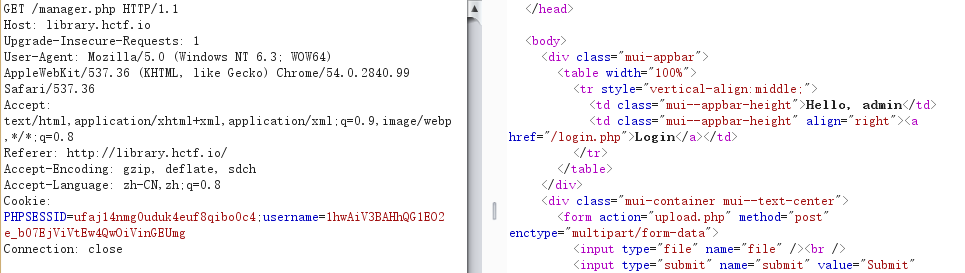 GET /manager.php HTTP/1.1
Host: library.hctf.io
Upgrade-Insecure-Requests: 1
User-Agent: Mozilla/5.0 (Windows NT 6.3; WOW64)
AppleWebKit/537.36 (KHTML, like Gecko) Chrome/54.0.2840.99
Safari/537.36
Accept:
text/html,application/xhtml+xml,application/xml;q=0.9,image/webp
,*/*;q=0.8
Referer: http://library.hctf.io/
Accept-Encoding: gzip, deflate, sdch
Accept-Language: zh-CN,zh;q=0.8
Cookie:
PHPSESSID=ufaj14nmg0uduk4euf8qibo0c4;username=1hwAiV3BAHhQG1EO2
e_b07EjViVtEw4QwOiVinGEUmg
Connection: close
</head>
<body>
<div class="mui-appbar">
<table width="100%">
<tr style="vertical-align:middle;">
<td class="mui--appbar-height">Hello, admin</td>
<td class="mui--appbar-height" align="right"><a
href="/login.php">Login</a></td>
</tr>
</table>
</div>
<div class="mui-container mui--text-center">
<form action="upload.php" method="post"
enctype="multipart/form-data">
<input type="file" name="file" /><br />
<input type="submit" name="submit" value="Submit"